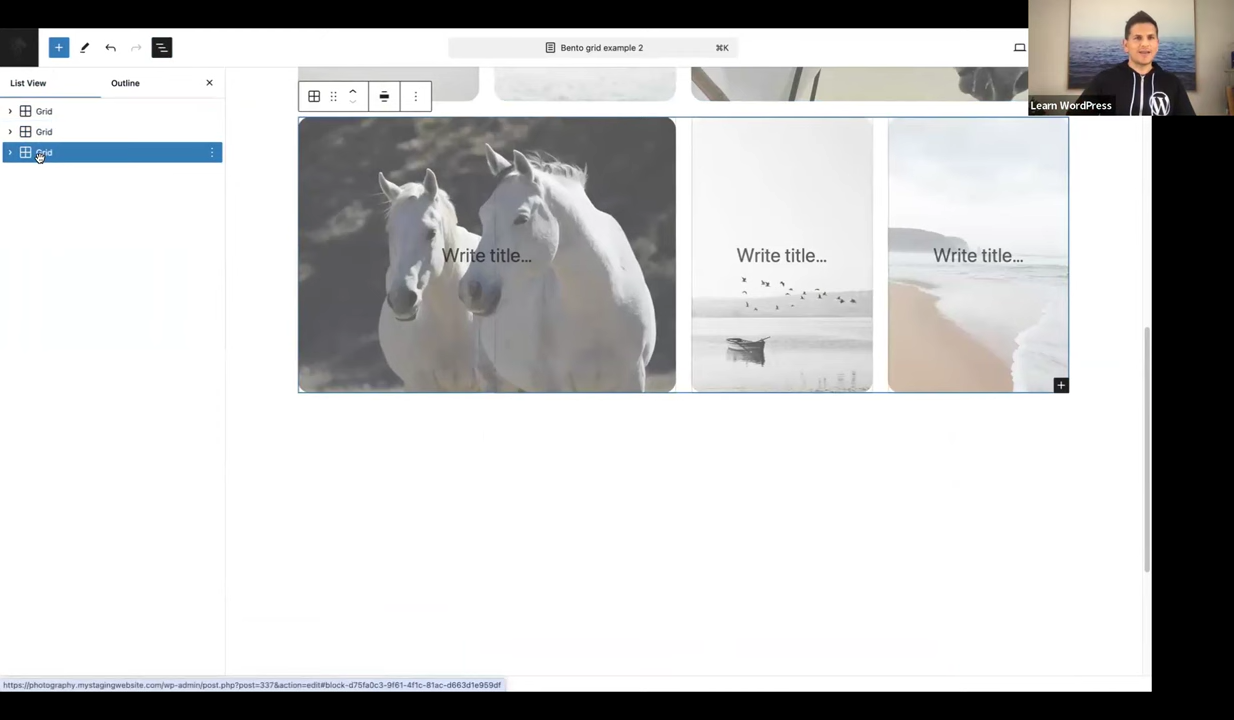 Bento grid example 2
⌘K
Learn WordPress
List View
Outline
Grid
Grid
Grid
Write title...
Write title...
Write title...
https://photography.mystagingwebsite.com/wp-admin/post.php?post=337&action=edit#block-d75fa0c3-9f61-4f1c-81ac-d663d1e959df